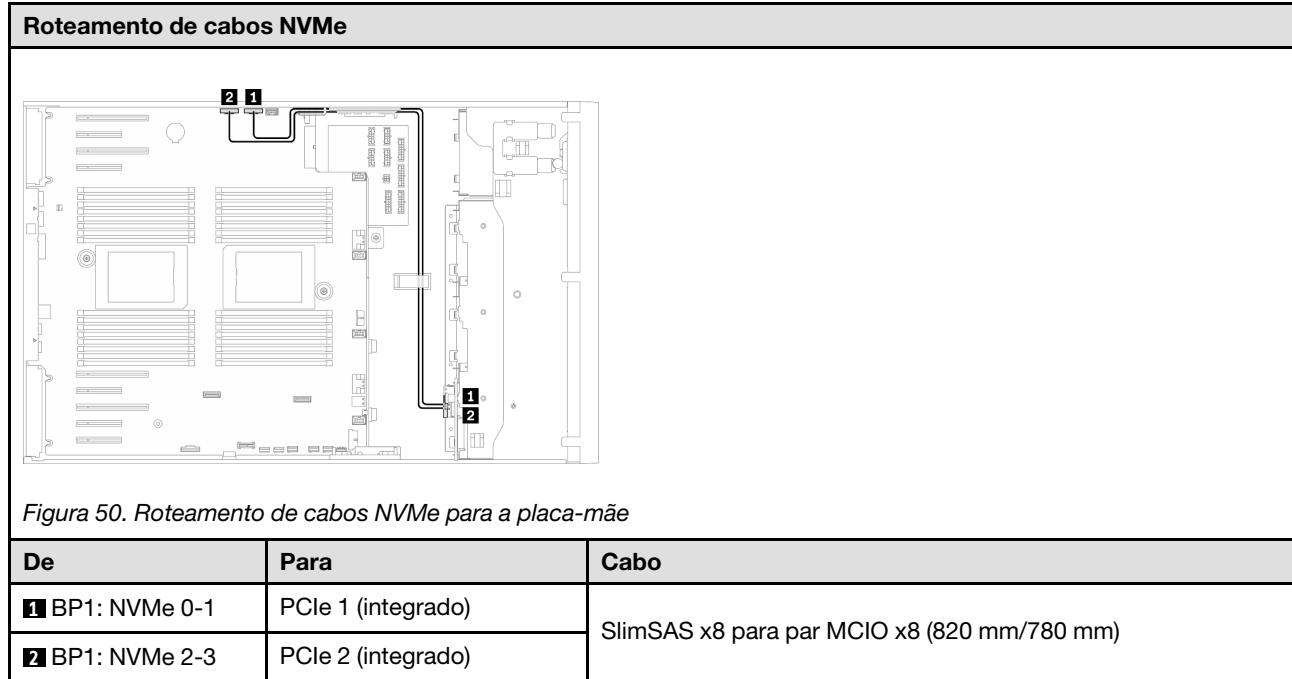 Roteamento de cabos NVMe
2 1
1
2
Figura 50. Roteamento de cabos NVMe para a placa-mãe
De Para Cabo
1 BP1: NVMe 0-1 PCIe 1 (integrado)
SlimSAS x8 para par MCIO x8 (820 mm/780 mm)
2 BP1: NVMe 2-3 PCIe 2 (integrado)